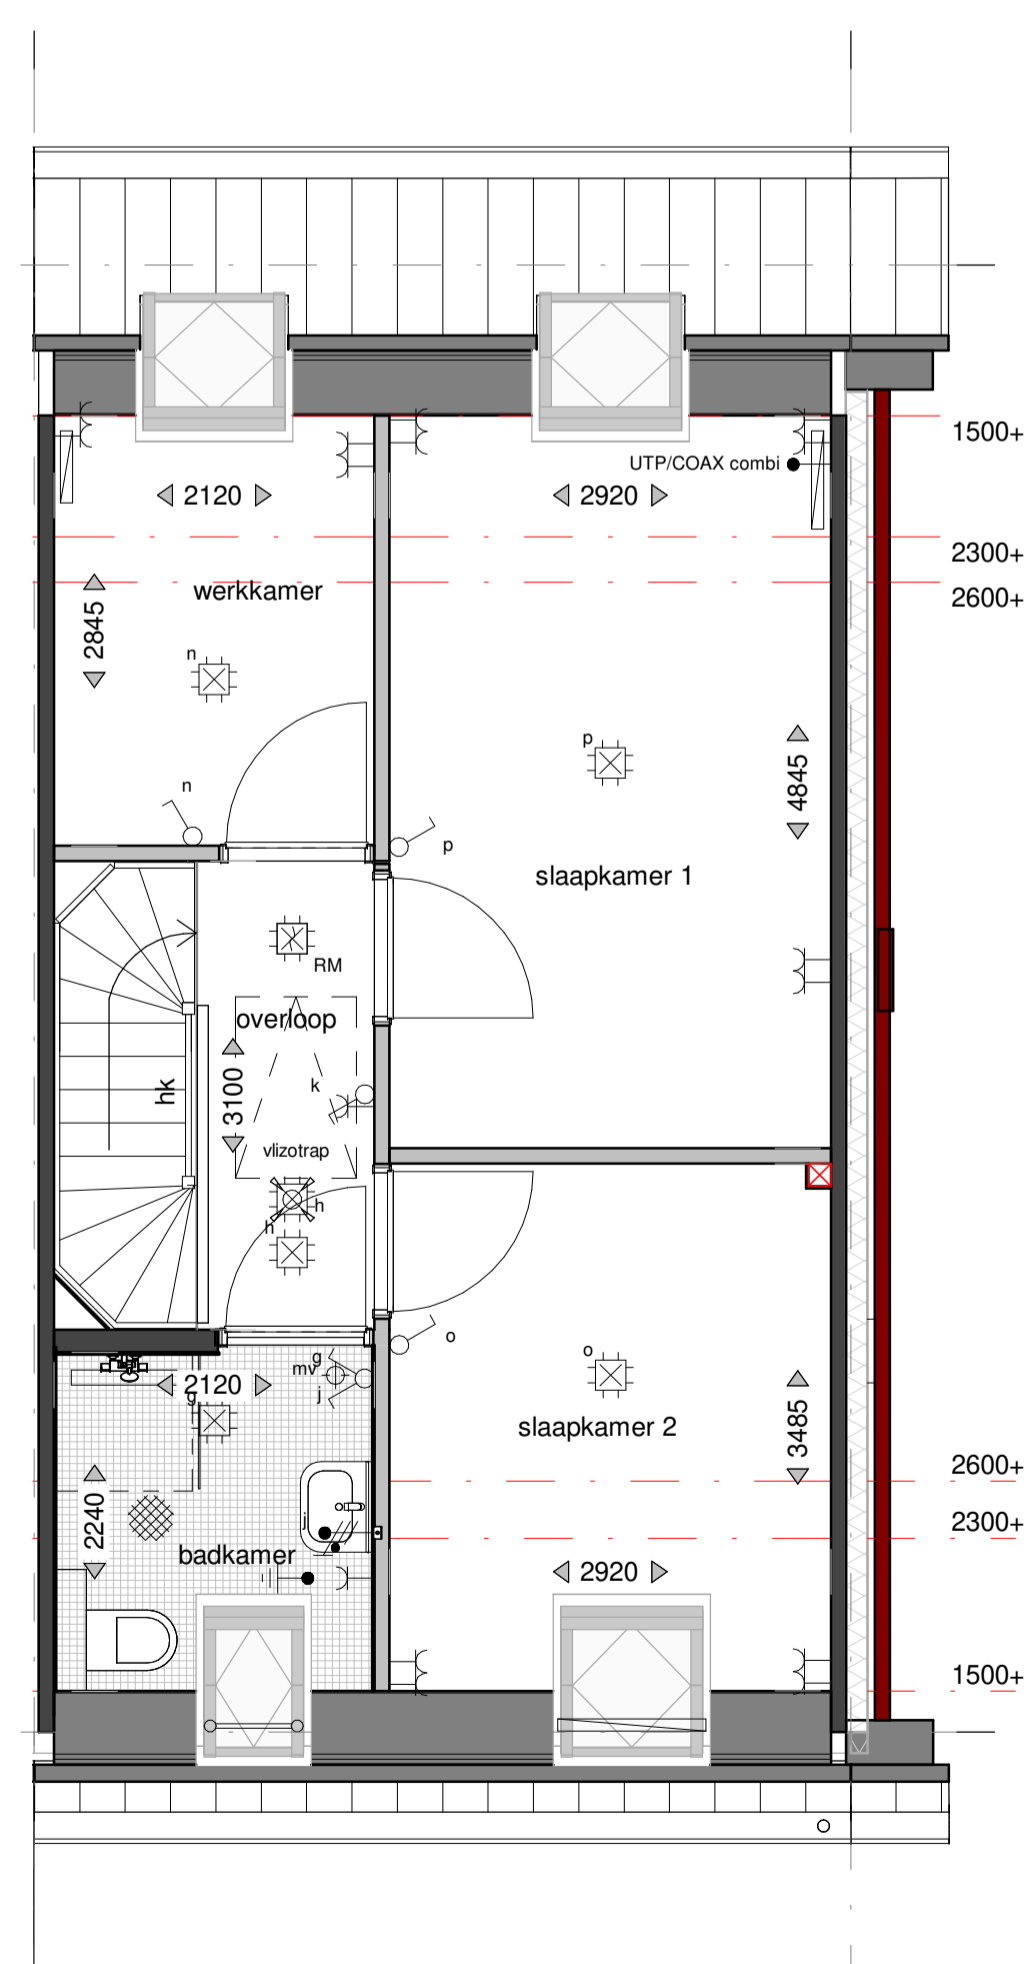 1500+
UTP/COAX combi
2120
2920
2300+
werkkamer
2600+
2845
n
p
4845
n
p
slaapkamer 1
RM
overloop
k
hk
3100
vlizotrap
h
h
o
g
mv
o
2120
j
g
slaapkamer 2
3485
2600+
j
2240
2300+
badkamer
2920
1500+